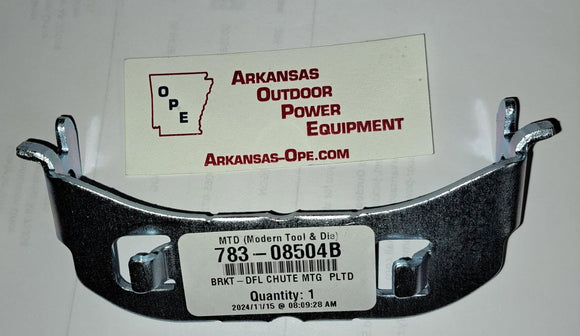 O
P
E
ARKANSAS
OUTDOOR
POWER
EQUIPMENT
ARKANSAS-OPE.COM
MTD (Modern Tool & Die)
783-08504B
BRKT-DFL CHUTE MTG PLTD
Quantity: 1
2024/11/15 @ 08:09:28 AM